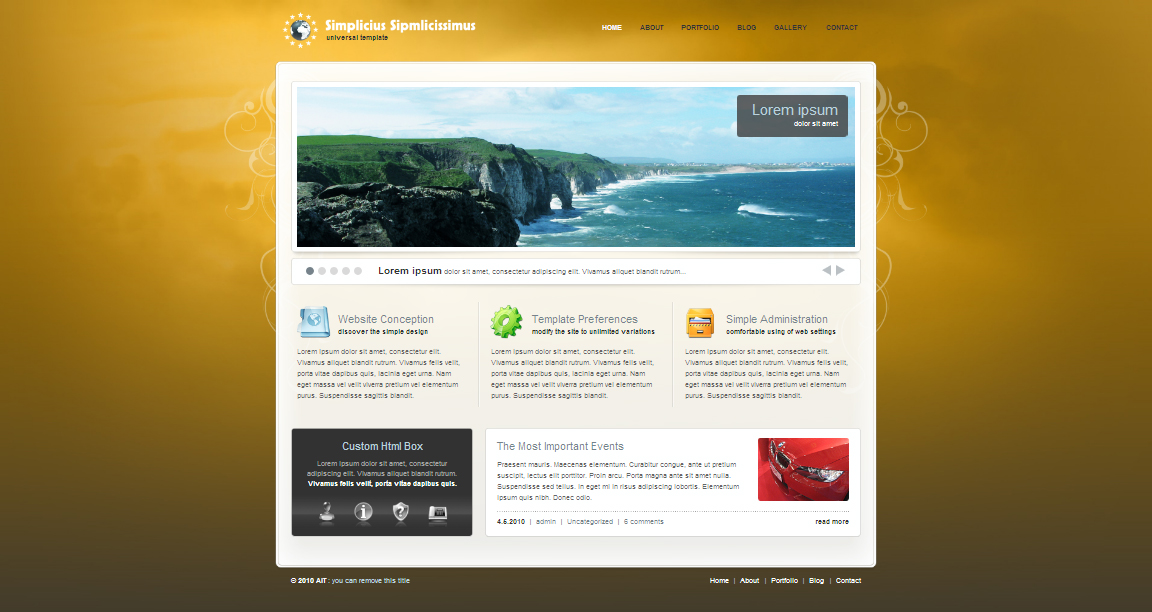 Simplicius Sipmlicissimus
universal template
HOME ABOUT PORTFOLIO BLOG GALLERY CONTACT
Lorem ipsum
dolor sit amet
Lorem ipsum dolor sit amet, consectetur adipiscing elit. Vivamus aliquet blandit rutrum...
Website Conception
discover the simple design
Lorem ipsum dolor sit amet, consectetur elit.
Vivamus aliquet blandit rutrum. Vivamus felis velit,
porta vitae dapibus quis, lacinia eget urna. Nam
eget massa vel velit viverra pretium vel elementum
purus. Suspendisse sagittis blandit.
Template Preferences
modify the site to unlimited variations
Lorem ipsum dolor sit amet, consectetur elit.
Vivamus aliquet blandit rutrum. Vivamus felis velit,
porta vitae dapibus quis, lacinia eget urna. Nam
eget massa vel velit viverra pretium vel elementum
purus. Suspendisse sagittis blandit.
Simple Administration
comfortable using of web settings
Lorem ipsum dolor sit amet, consectetur elit.
Vivamus aliquet blandit rutrum. Vivamus felis velit,
porta vitae dapibus quis, lacinia eget urna. Nam
eget massa vel velit viverra pretium vel elementum
purus. Suspendisse sagittis blandit.
Custom Html Box
Lorem ipsum dolor sit amet, consectetur
adipiscing elit. Vivamus aliquet blandit rutrum.
Vivamus felis velit, porta vitae dapibus quis.
The Most Important Events
Praesent mauris. Maecenas elementum. Curabitur congue, ante ut pretium
suscipit, lectus elit porttitor. Proin arcu. Porta magna ante sit amet nulla.
Suspendisse sed tellus. In eget mi in risus adipiscing lobortis. Elementum
ipsum quis nibh. Donec odio.
4.5.2010 | admin | Uncategorized | 6 comments
read more
© 2010 AIT : you can remove this title
Home | About | Portfolio | Blog | Contact